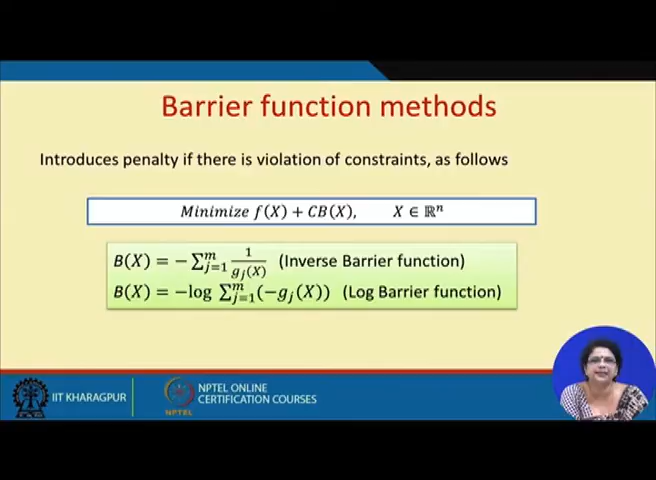 Barrier function methods
Introduces penalty if there is violation of constraints, as follows
Minimize f(X) + CB(X), X ∈ ℝⁿ
B(X) = − ∑ⱼ₌₁ᵐ 1/gⱼ(X) (Inverse Barrier function)
B(X) = −log ∑ⱼ₌₁ᵐ(−gⱼ(X)) (Log Barrier function)
IIT KHARAGPUR
NPTEL
NPTEL ONLINE
CERTIFICATION COURSES